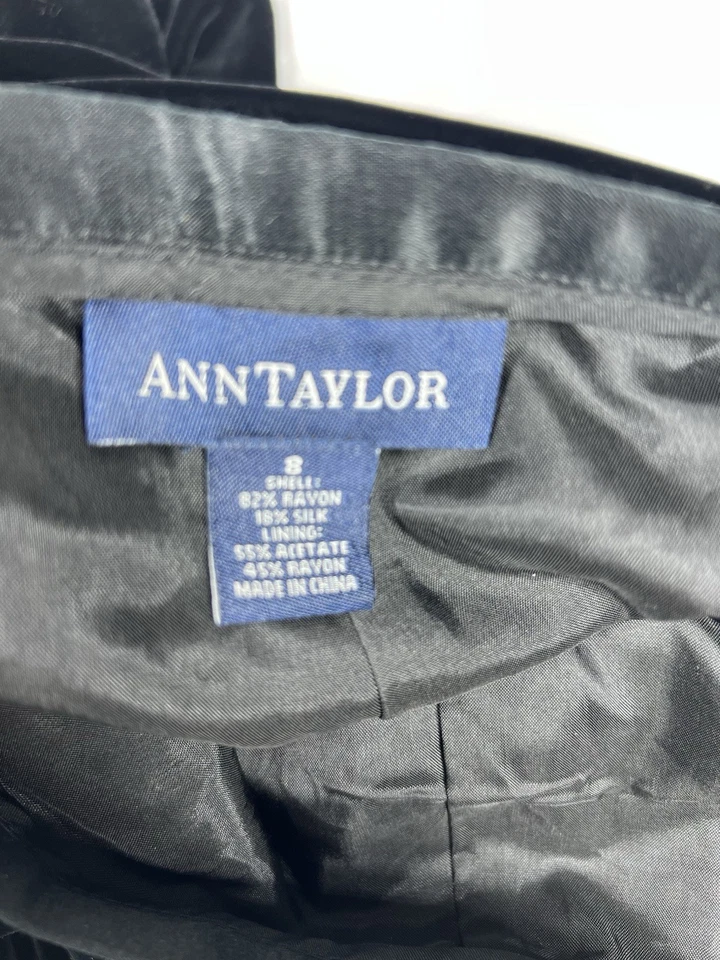 ANNTAYLOR
8
SHELL:
82% RAYON
18% SILK
LINING:
55% ACETATE
45% RAYON
MADE IN CHINA